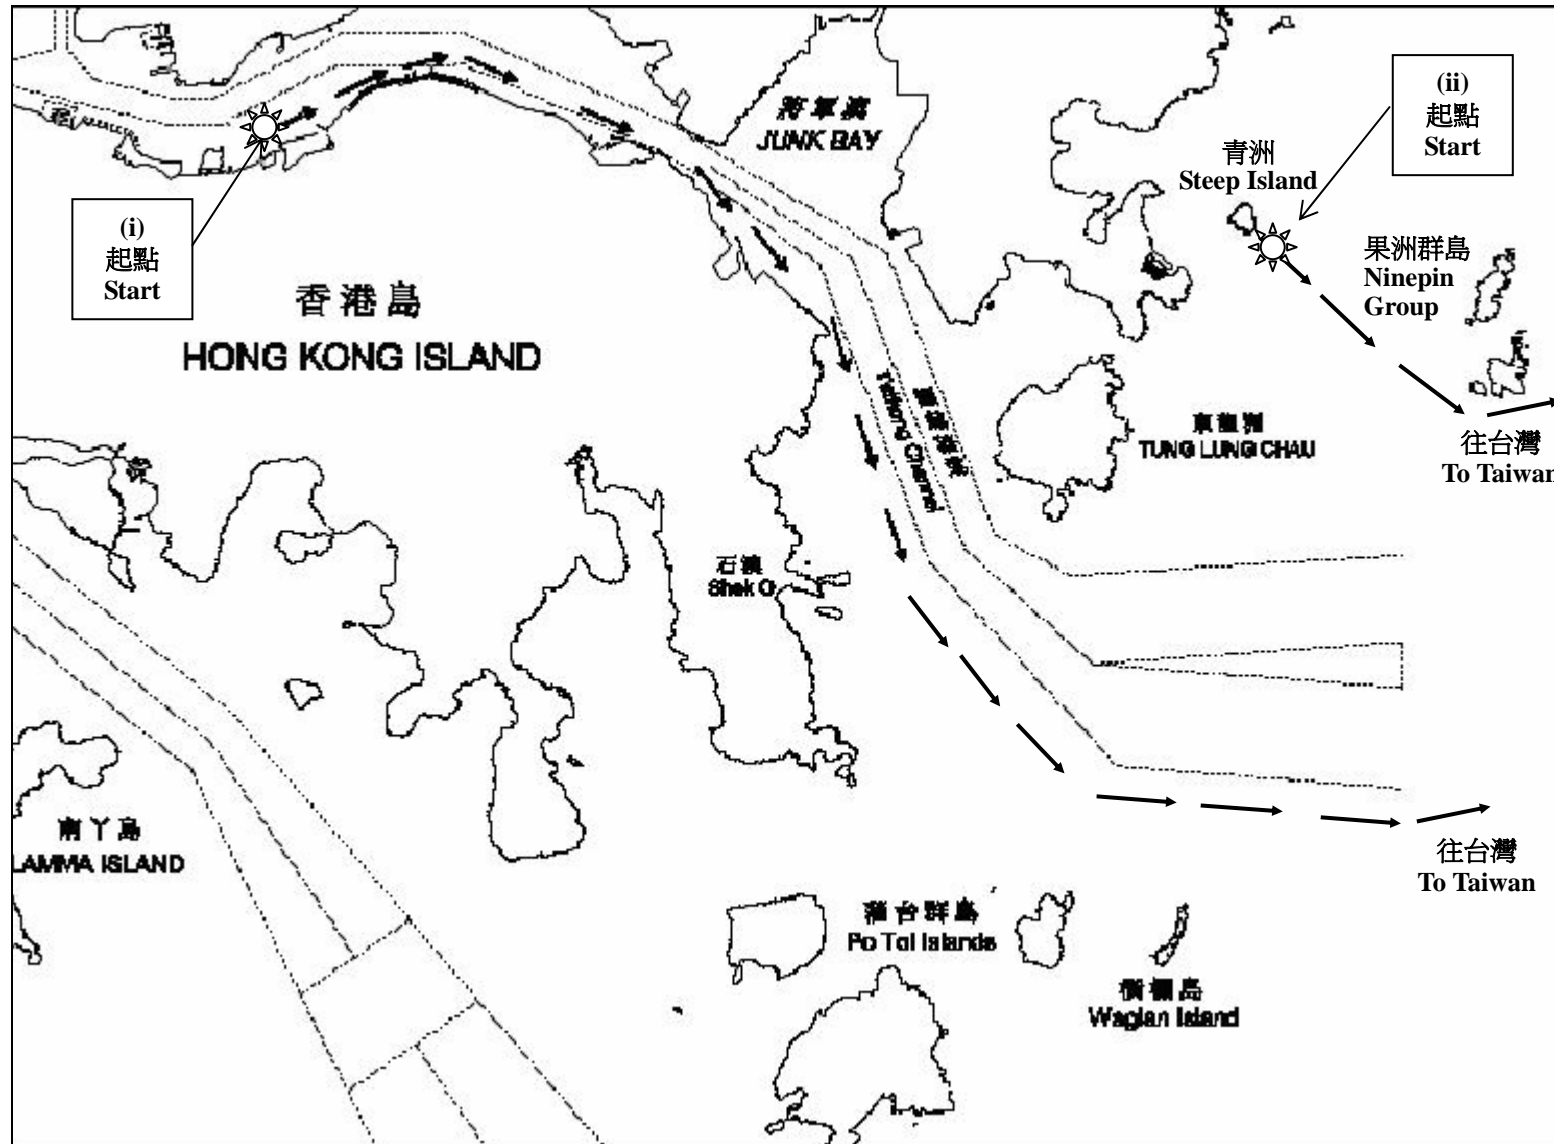 (ii)
起點
Start
將軍澳
JUNK BAY
青洲
Steep Island
(i)
起點
Start
果洲群島
Ninepin
Group
香港島
HONG KONG ISLAND
Channel
東龍洲
TUNG LUNG CHAU
往台灣
To Taiwan
石澳
Shek O
南丫島
LAMMA ISLAND
往台灣
To Taiwan
蒲台群島
Po Toi Islands
橫瀾島
Waglan Island